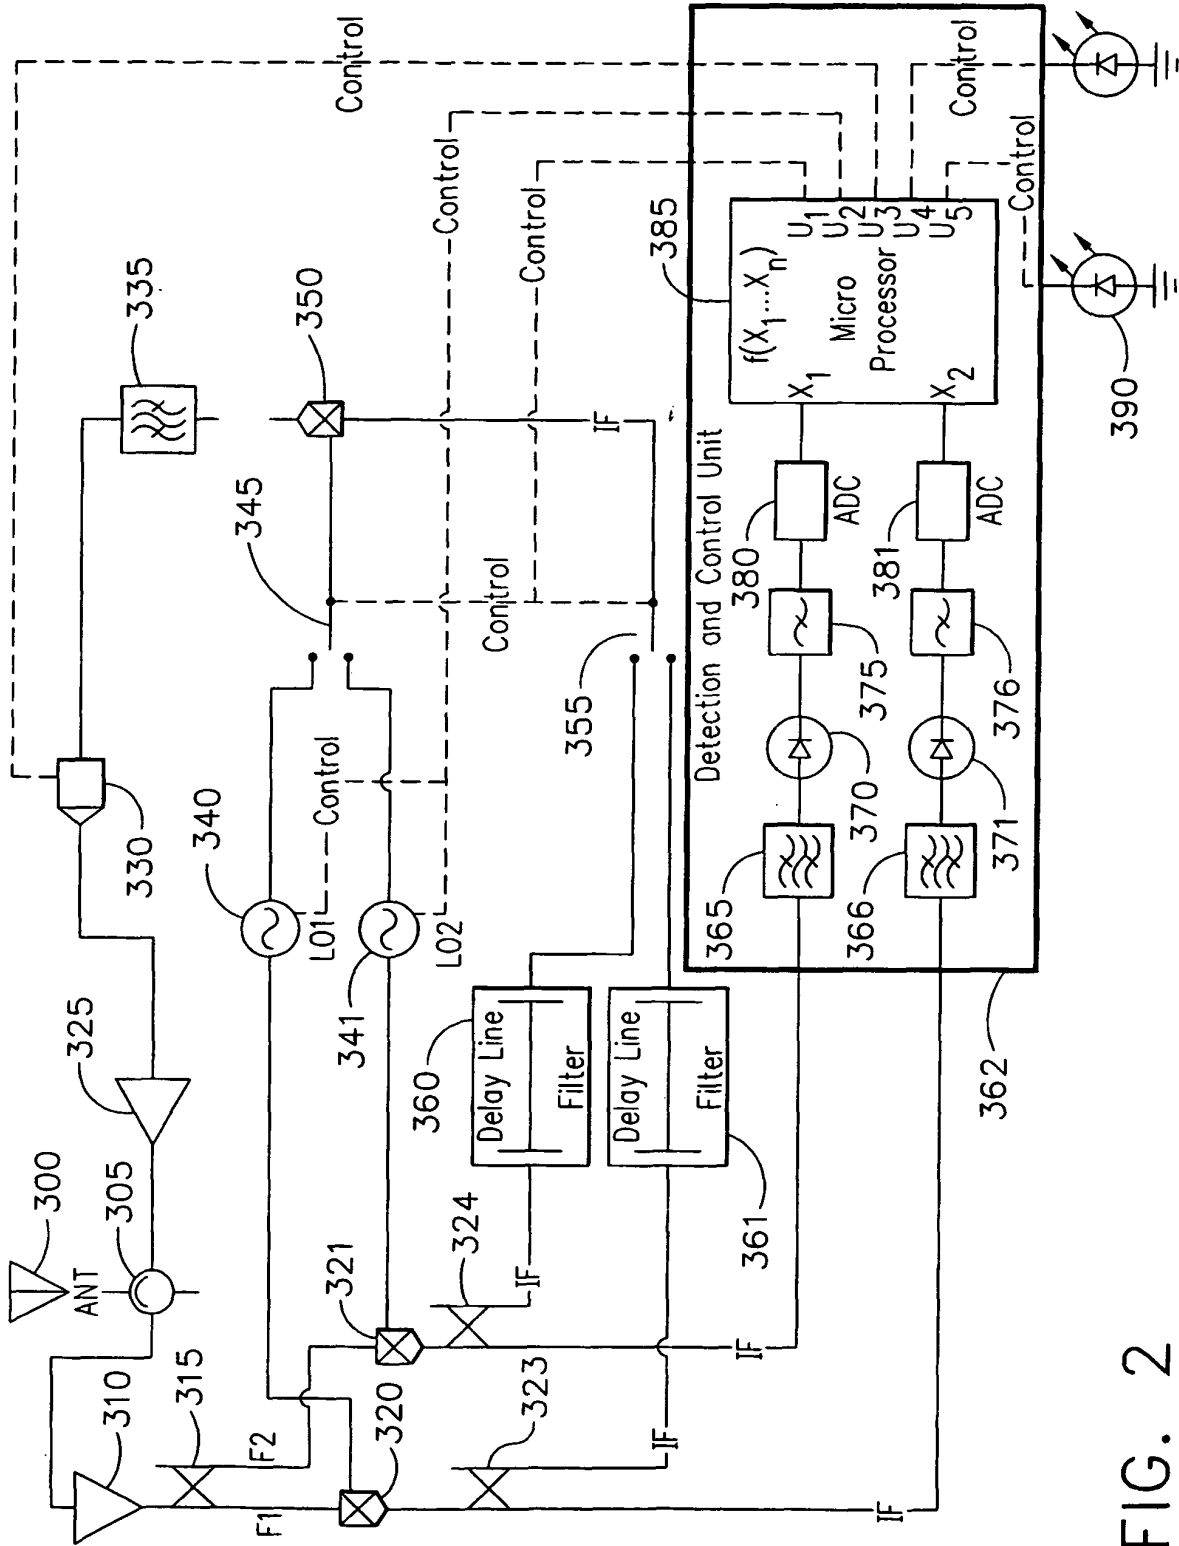 300
ANT
305
325
330
Control
335
310
315
F1
F2
321
320
324
323
340
LO1
Control
341
LO2
345
350
Control
Control
Control
IF
IF
IF
IF
IF
355
360
Delay Line
Filter
Delay Line
Filter
361
362
Detection and Control Unit
365
366
370
371
375
376
380
ADC
381
ADC
385
f(X1...Xn)
Micro
Processor
X1
X2
U1
U2
U3
U4
U5
Control
Control
390
FIG. 2